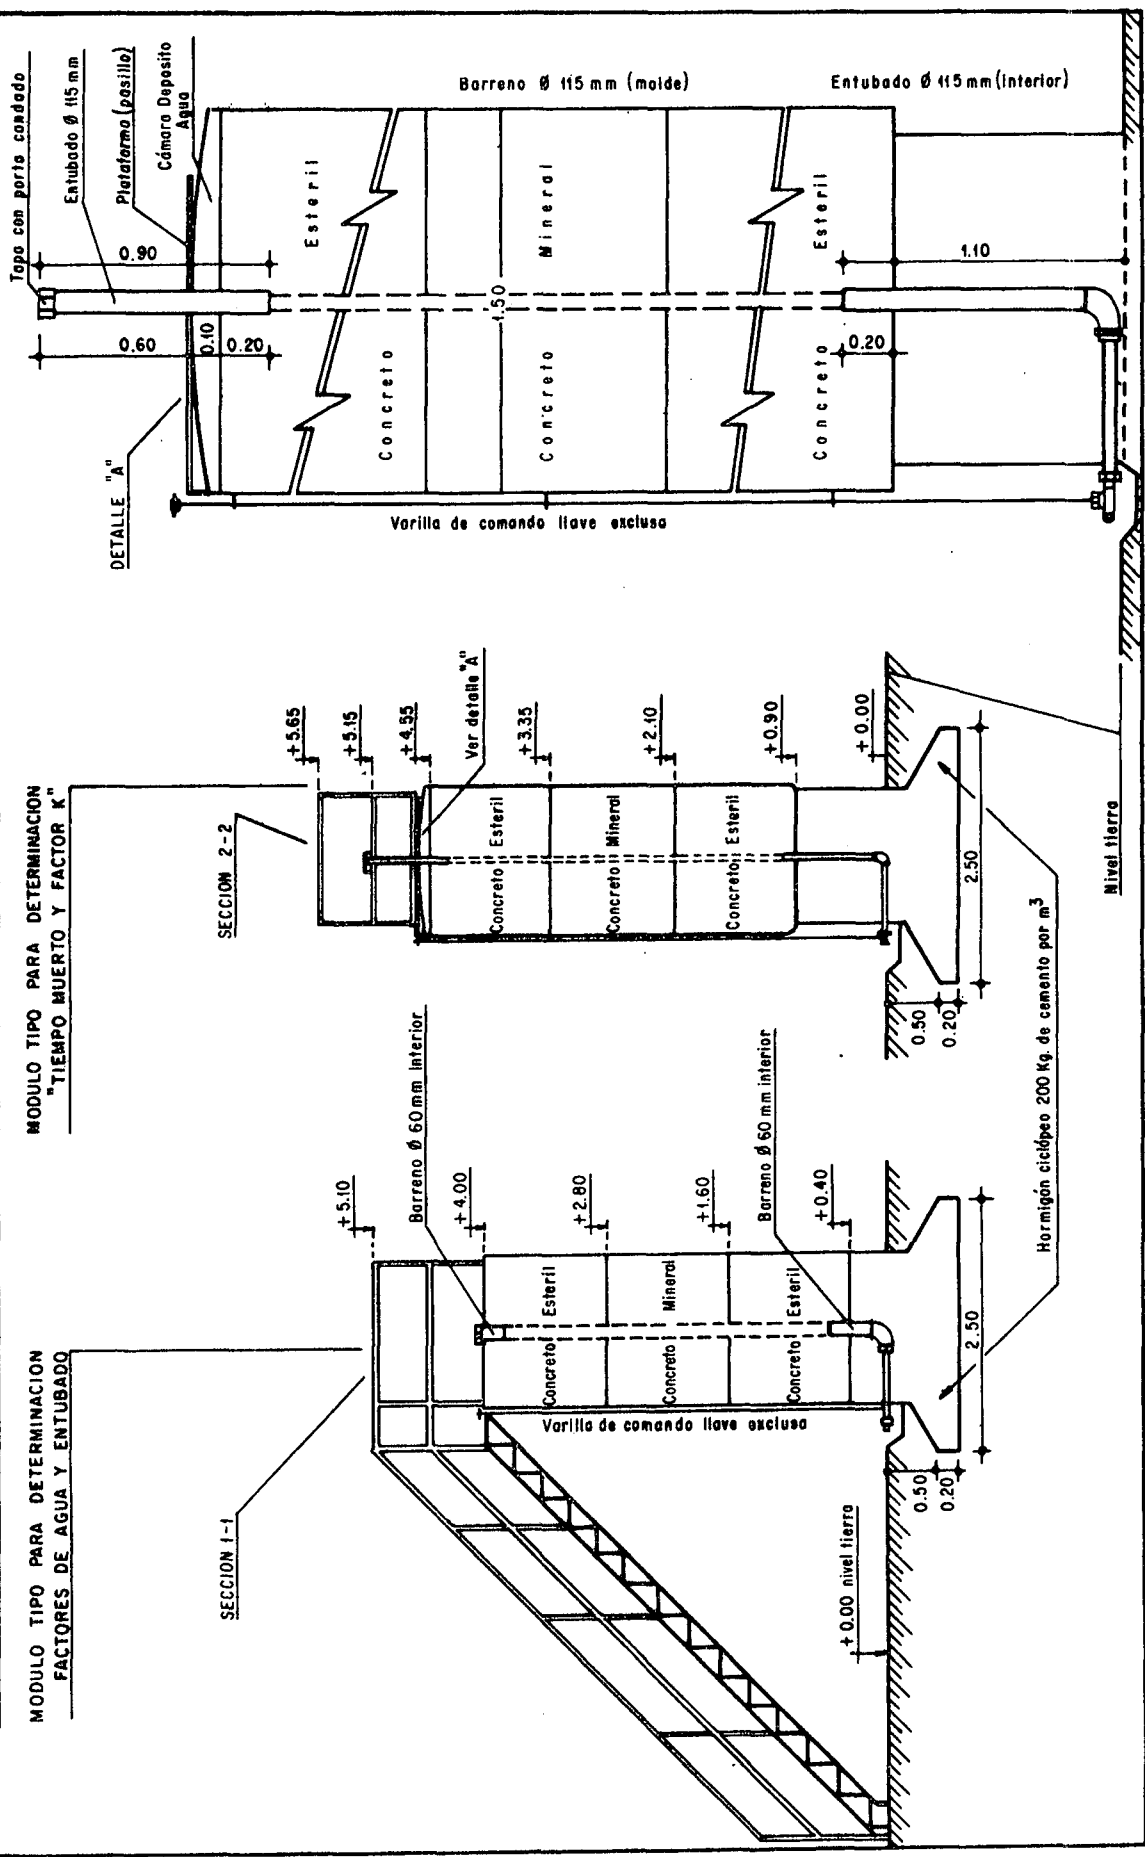 MODULO TIPO PARA DETERMINACION
FACTORES DE AGUA Y ENTUBADO
SECCION 1-1
+5.10
Barreno Ø 60 mm interior
+4.00
+2.80
+1.60
Barreno Ø 60 mm interior
+0.40
Concreto Esteril
Concreto Mineral
Concreto Esteril
Varilla de comando llave exclusa
+0.00 nivel tierra
0.50
0.20
2.50
Hormigón ciclópeo 200 Kg. de cemento por m³
MODULO TIPO PARA DETERMINACION
"TIEMPO MUERTO Y FACTOR K"
SECCION 2-2
+5.65
+5.15
+4.55
Ver detalle "A"
+3.35
+2.10
+0.90
+0.00
Concreto Esteril
Concreto Mineral
Concreto Esteril
0.50
0.20
2.50
Nivel tierra
DETALLE "A"
Tapa con porta candado
Entubado Ø 115 mm
Plataforma (pasillo)
Cámara Deposito
Agua
0.90
0.60
0.10
0.20
Concreto Esteril
Barreno Ø 115 mm (molde)
1.50
Concreto Mineral
Concreto Esteril
Entubado Ø 115 mm (interior)
0.20
1.10
Varilla de comando llave exclusa